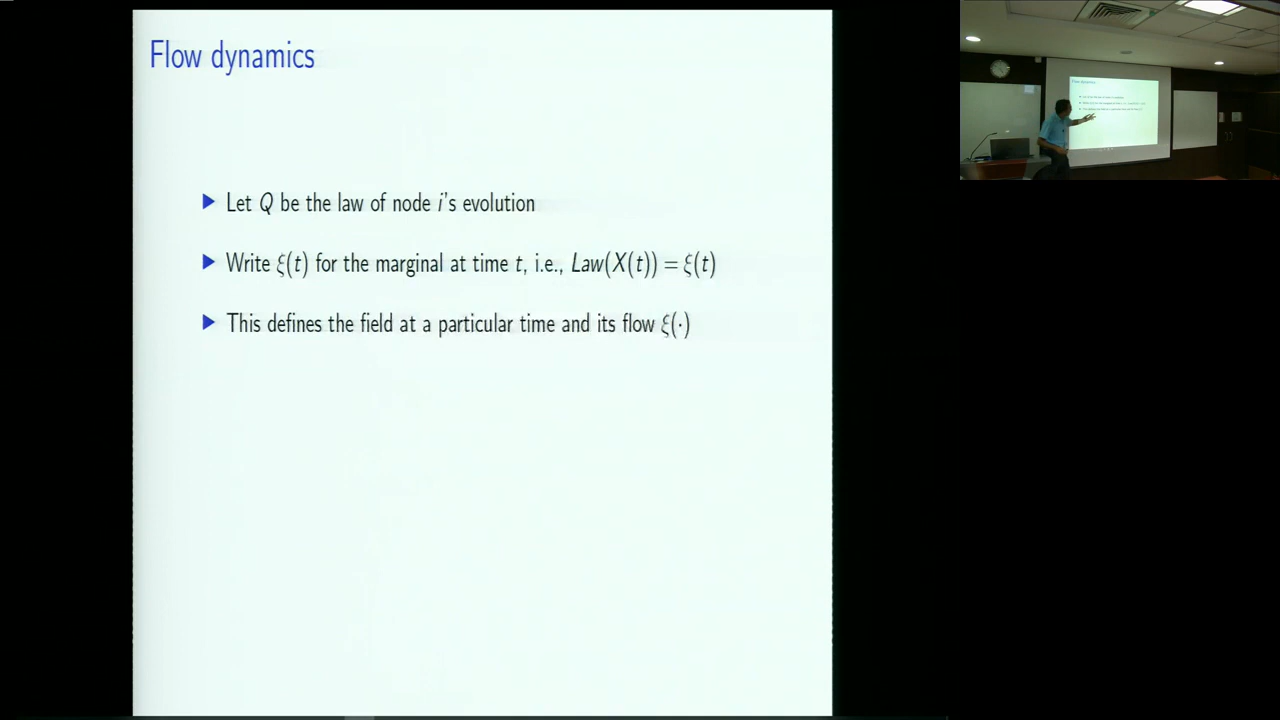 Flow dynamics
▶ Let Q be the law of node i's evolution
▶ Write ξ(t) for the marginal at time t, i.e., Law(X(t)) = ξ(t)
▶ This defines the field at a particular time and its flow ξ(·)